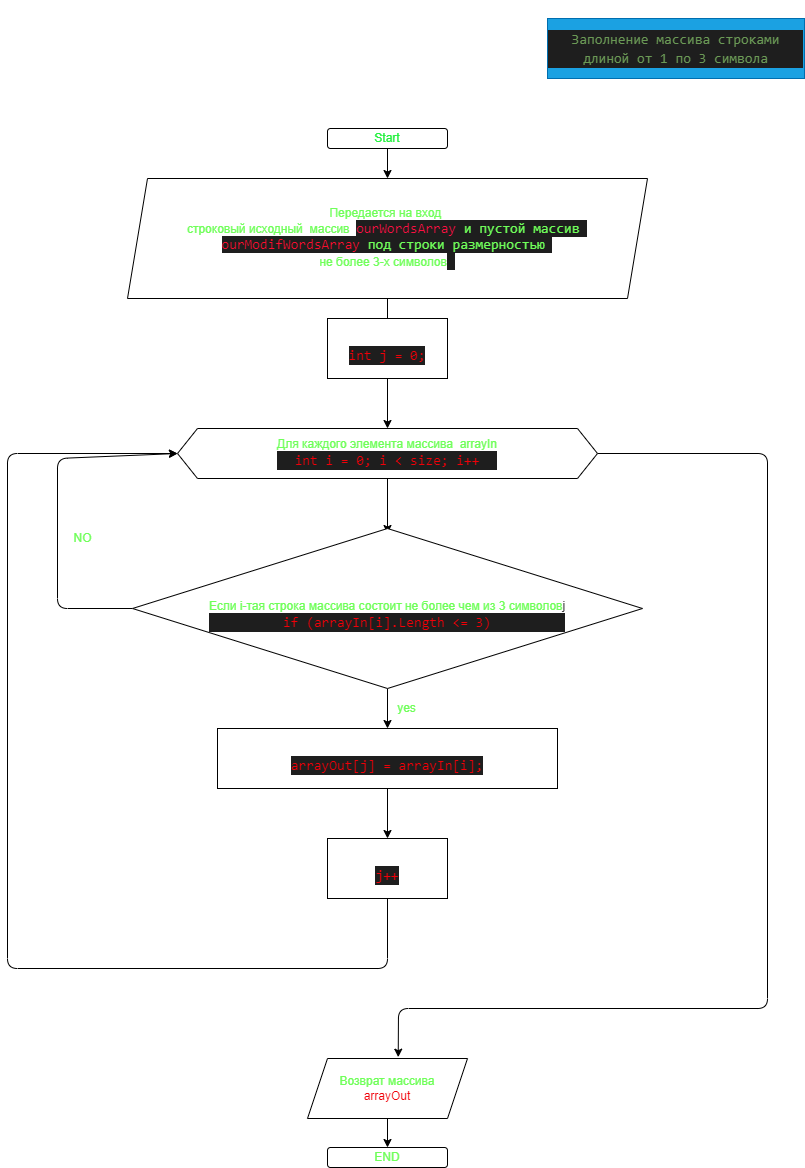 Заполнение массива строками
длиной от 1 по 3 символа
Start
Передается на вход
строковый исходный массив ourWordsArray и пустой массив
ourModifWordsArray под строки размерностью
не более 3-х символов
int j = 0;
Для каждого элемента массива arrayIn
int i = 0; i < size; i++
NO
Если i-тая строка массива состоит не более чем из 3 символовj
if (arrayIn[i].Length <= 3)
yes
arrayOut[j] = arrayIn[i];
j++
Возврат массива
arrayOut
END